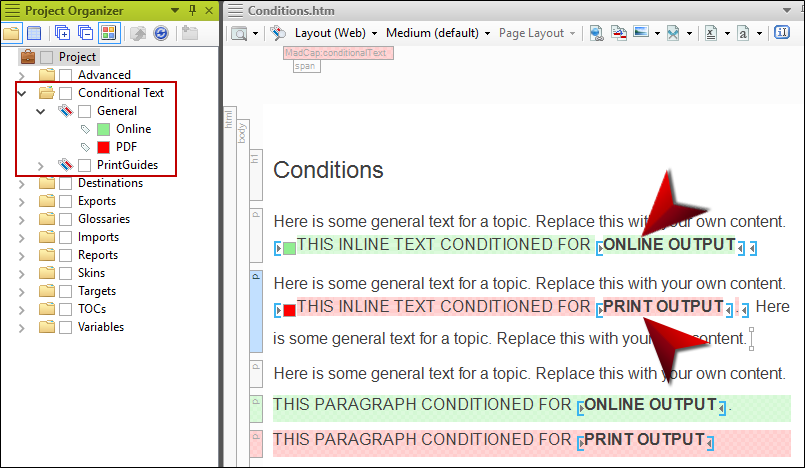 Project Organizer
Conditions.htm
Layout (Web)
Medium (default)
Page Layout
Project
Advanced
Conditional Text
General
Online
PDF
PrintGuides
Destinations
Exports
Glossaries
Imports
Reports
Skins
Targets
TOCs
Variables
MadCap:conditionalText
span
html
body
h1
Conditions
p
Here is some general text for a topic. Replace this with your own content.
THIS INLINE TEXT CONDITIONED FOR ONLINE OUTPUT
p
Here is some general text for a topic. Replace this with your own content.
THIS INLINE TEXT CONDITIONED FOR PRINT OUTPUT . Here
is some general text for a topic. Replace this with your own content.
p
Here is some general text for a topic. Replace this with your own content.
p
THIS PARAGRAPH CONDITIONED FOR ONLINE OUTPUT .
p
THIS PARAGRAPH CONDITIONED FOR PRINT OUTPUT